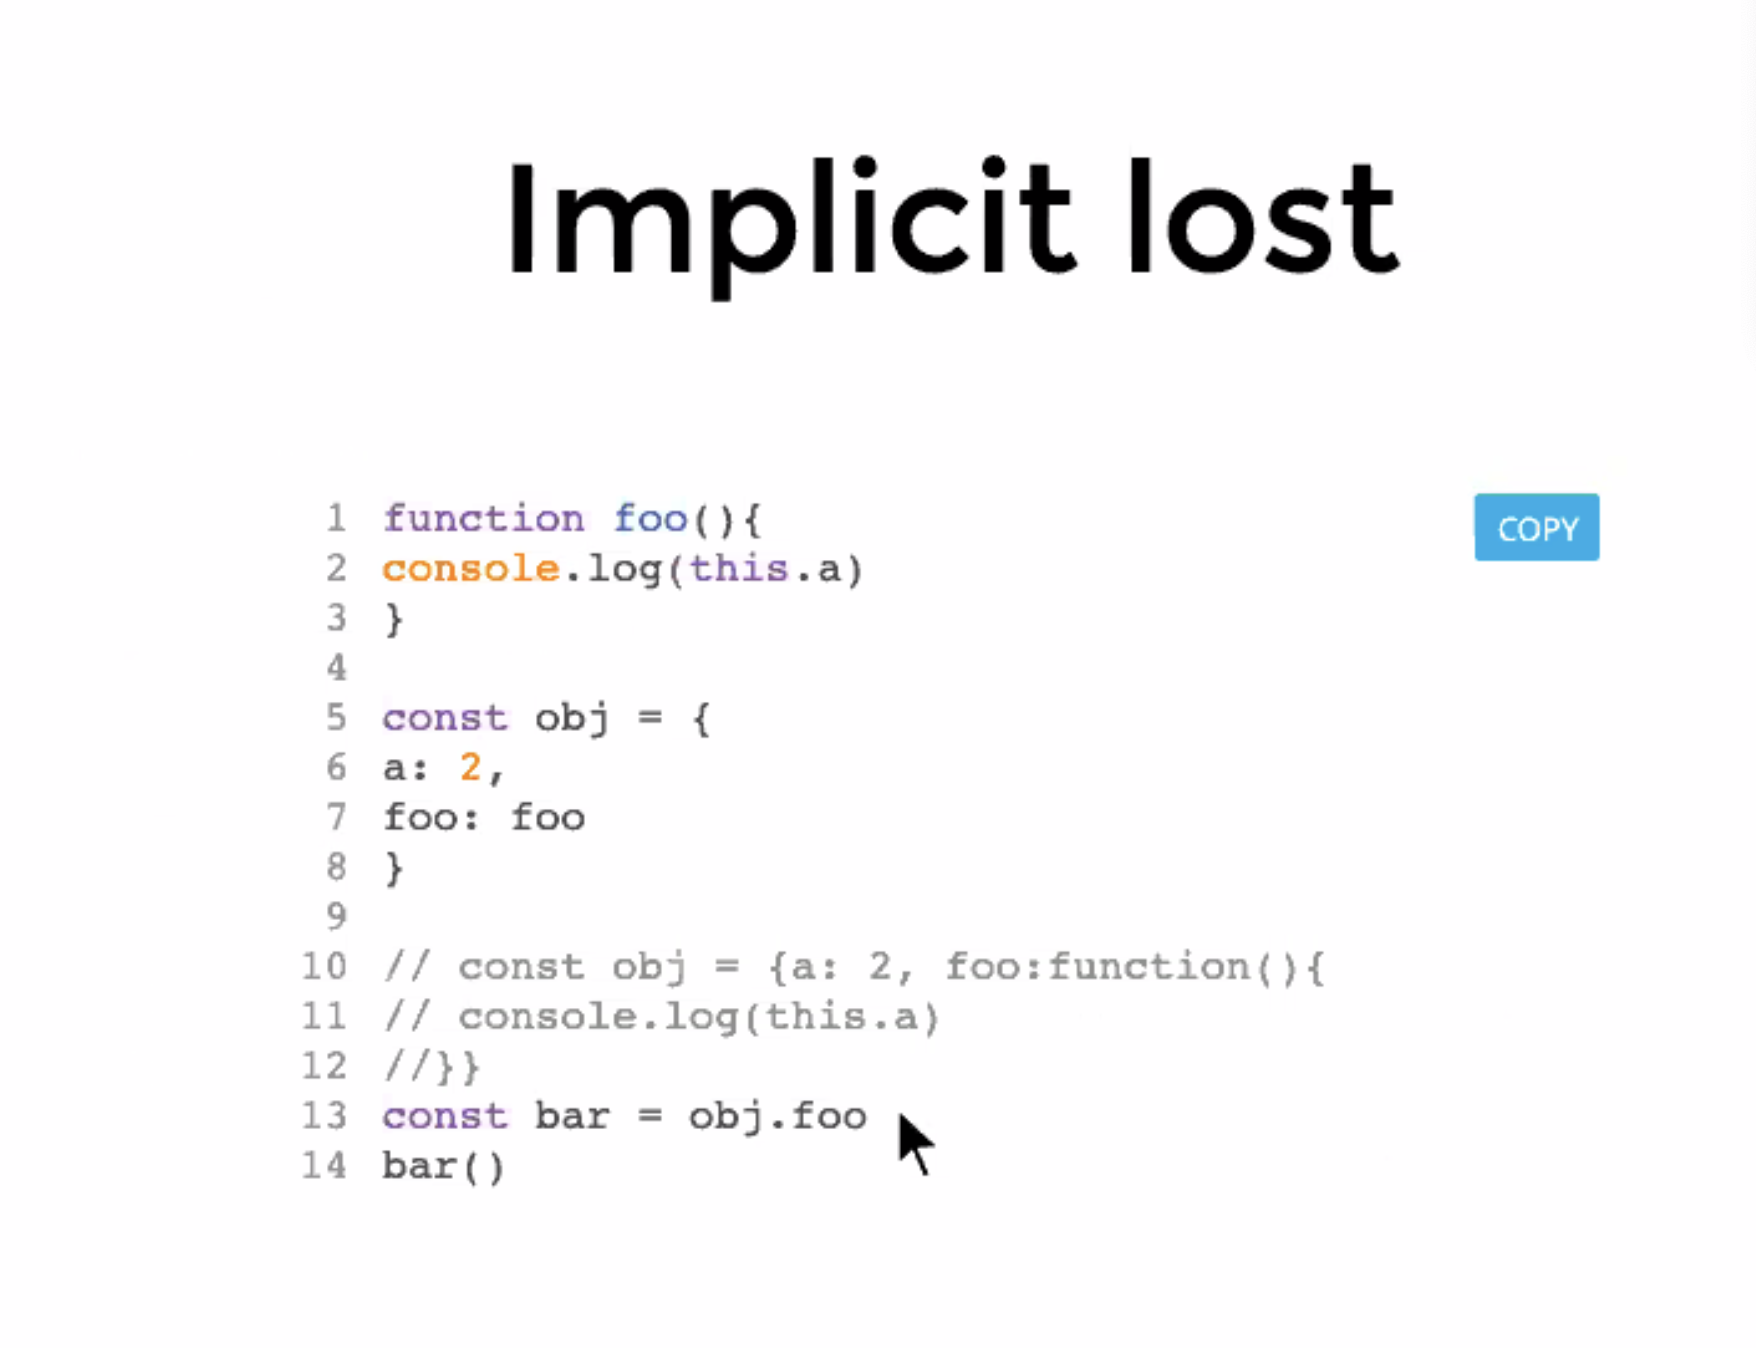 Implicit lost
COPY
1 function foo(){
2 console.log(this.a)
3 }
4
5 const obj = {
6 a: 2,
7 foo: foo
8 }
9
10 // const obj = {a: 2, foo:function(){
11 // console.log(this.a)
12 //}}
13 const bar = obj.foo
14 bar()